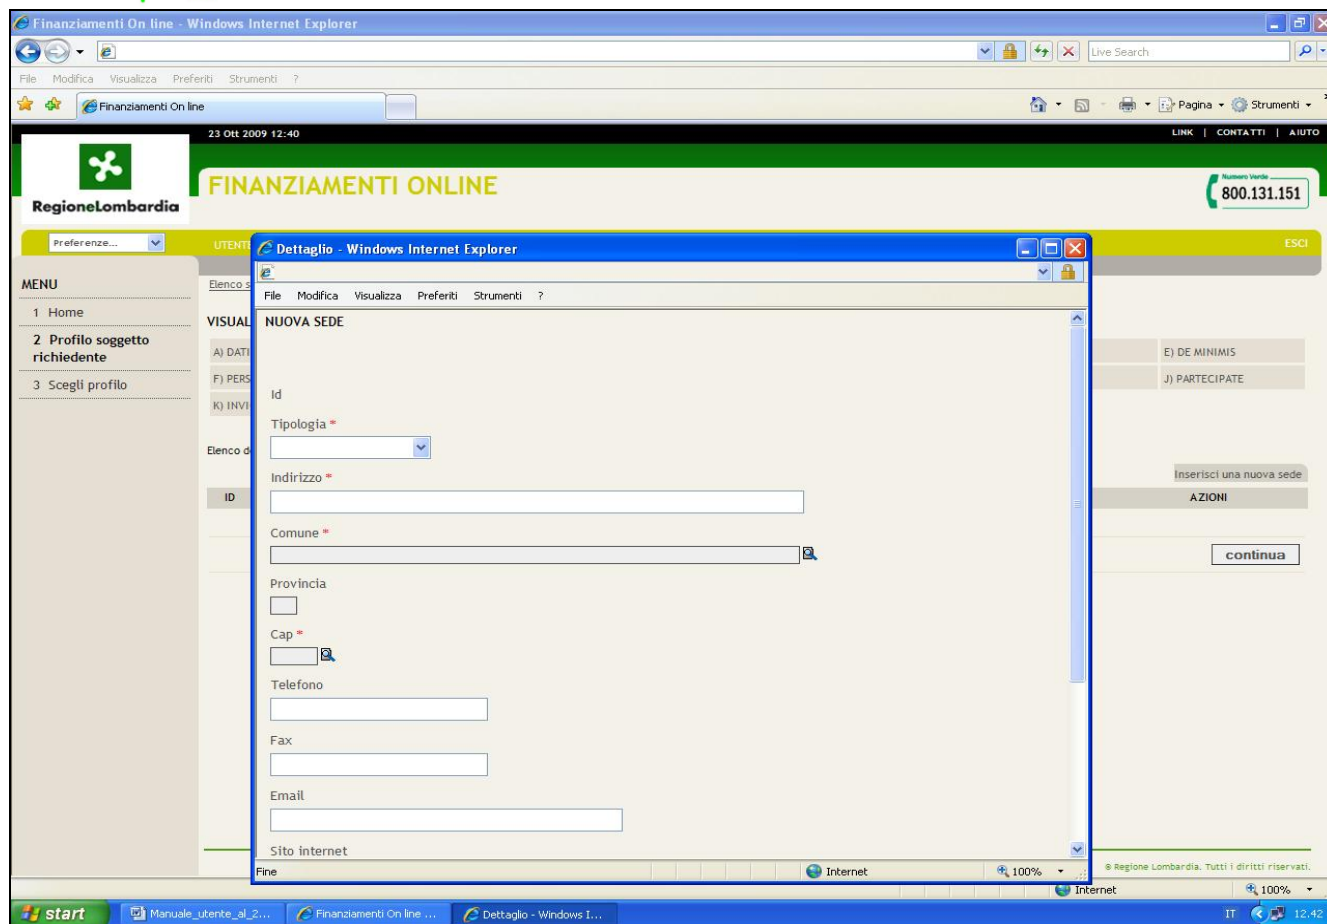 Finanziamenti On line - Windows Internet Explorer
Live Search
File Modifica Visualizza Preferiti Strumenti ?
Finanziamenti On line
Pagina Strumenti
23 Ott 2009 12:40
LINK | CONTATTI | AIUTO
RegioneLombardia
FINANZIAMENTI ONLINE
Numero Verde
800.131.151
Preferenze...
UTENTE
ESCI
MENU
1 Home
2 Profilo soggetto
richiedente
3 Scegli profilo
Elenco s
VISUAL
A) DATI
E) DE MINIMIS
F) PERS
J) PARTECIPATE
K) INVI
Elenco d
Inserisci una nuova sede
ID
AZIONI
continua
Dettaglio - Windows Internet Explorer
File Modifica Visualizza Preferiti Strumenti ?
NUOVA SEDE
Id
Tipologia *
Indirizzo *
Comune *
Provincia
Cap *
Telefono
Fax
Email
Sito internet
Fine
Internet
100%
© Regione Lombardia. Tutti i diritti riservati.
Internet
100%
start
Manuale_utente_al_2...
Finanziamenti On line ...
Dettaglio - Windows I...
IT
12.42